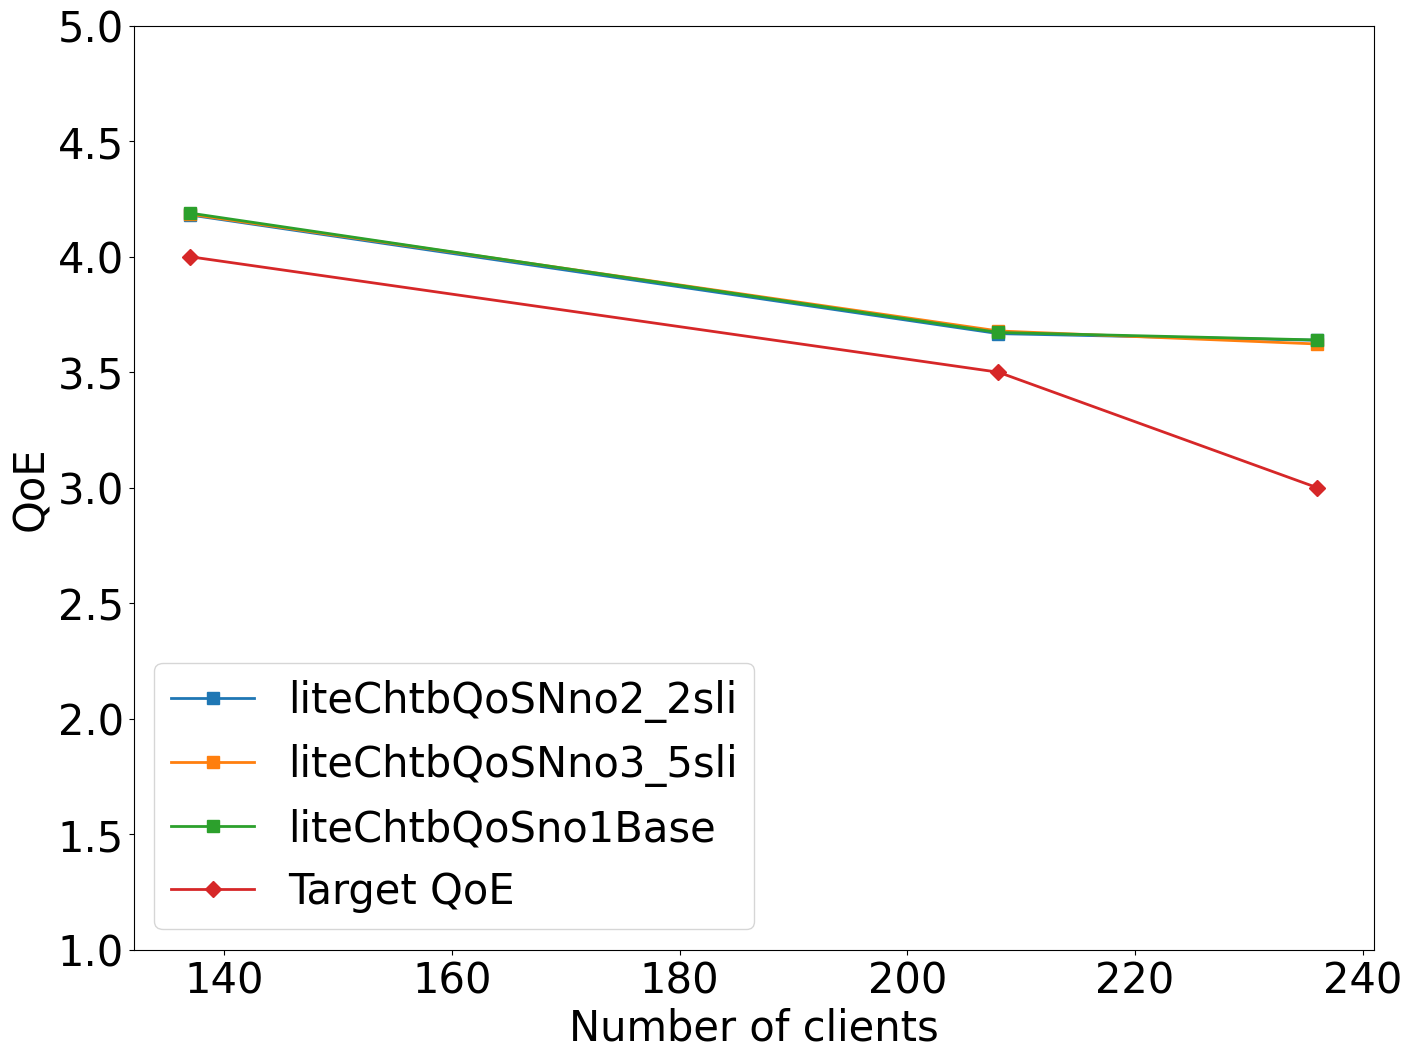 5.0
4.5
4.0
3.5
3.0
2.5
2.0
1.5
1.0
QoE
liteChtbQoSNno2_2sli
liteChtbQoSNno3_5sli
liteChtbQoSno1Base
Target QoE
140 160 180 200 220 240
Number of clients